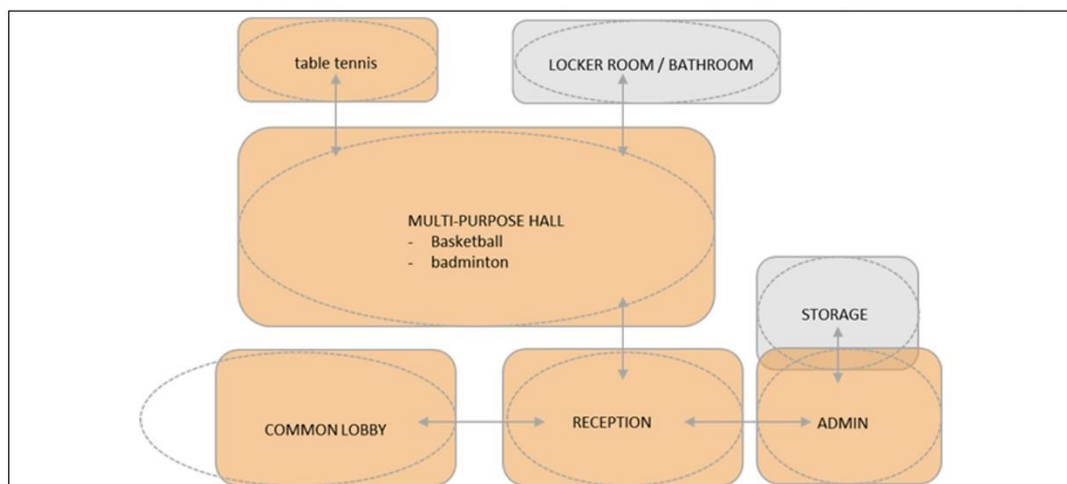 table tennis
LOCKER ROOM / BATHROOM
MULTI-PURPOSE HALL
- Basketball
- badminton
STORAGE
COMMON LOBBY
RECEPTION
ADMIN